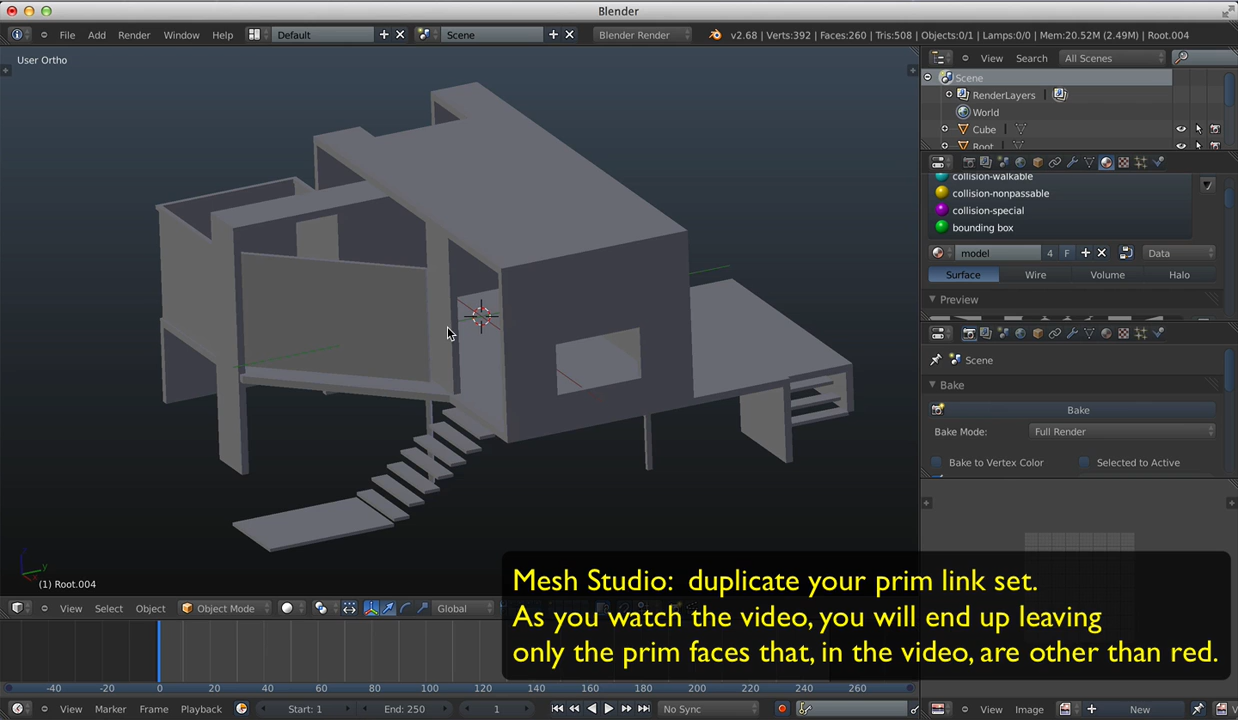 Blender
File Add Render Window Help Default Scene Blender Render v2.68 | Verts:392 | Faces:260 | Tris:508 | Objects:0/1 | Lamps:0/0 | Mem:20.52M (2.49M) | Root.004
User Ortho
View Search All Scenes
Scene
RenderLayers
World
Cube
Root
collision-walkable
collision-nonpassable
collision-special
bounding box
model 4 F Data
Surface Wire Volume Halo
Preview
Scene
Bake
Bake
Bake Mode: Full Render
Bake to Vertex Color Selected to Active
(1) Root.004
Mesh Studio: duplicate your prim link set.
As you watch the video, you will end up leaving
only the prim faces that, in the video, are other than red.
View Select Object Object Mode Global
-40 -20 0 20 40 60 80 100 120 140 160 180 200 220 240 260
View Marker Frame Playback Start: 1 End: 250 1 No Sync
View Image New